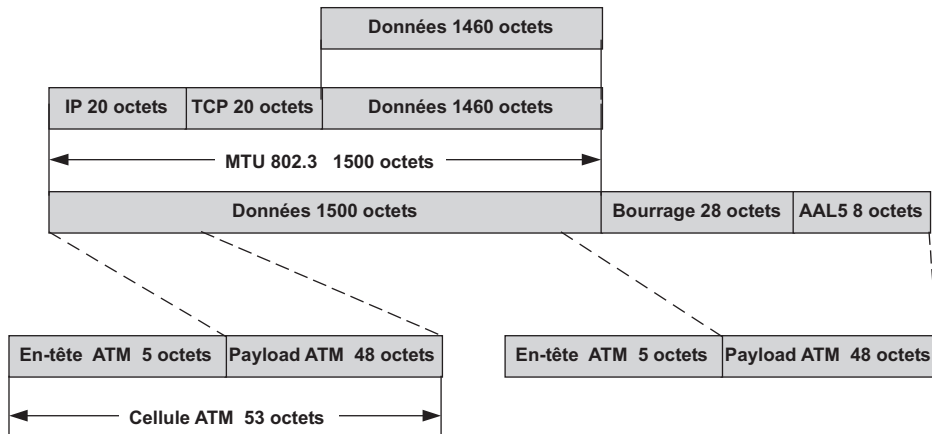 Données 1460 octets
IP 20 octets TCP 20 octets Données 1460 octets
MTU 802.3 1500 octets
Données 1500 octets Bourrage 28 octets AAL5 8 octets
En-tête ATM 5 octets Payload ATM 48 octets En-tête ATM 5 octets Payload ATM 48 octets
Cellule ATM 53 octets